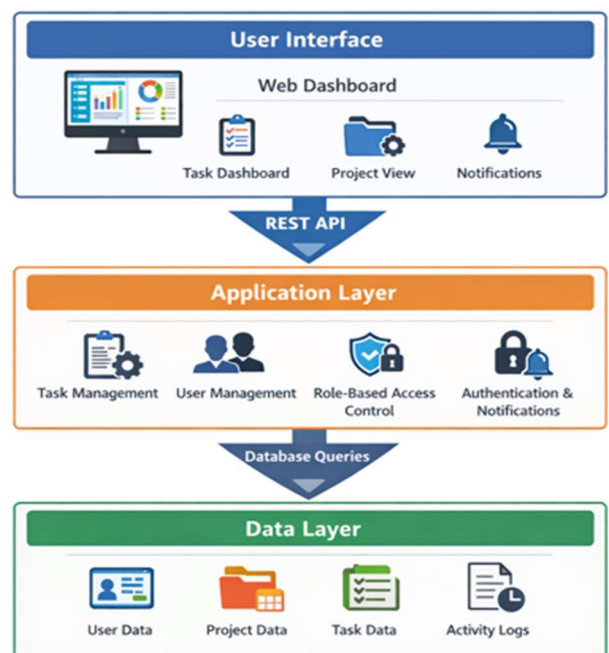 User Interface
Web Dashboard
Task Dashboard
Project View
Notifications
REST API
Application Layer
Task Management
User Management
Role-Based Access
Control
Authentication &
Notifications
Database Queries
Data Layer
User Data
Project Data
Task Data
Activity Logs